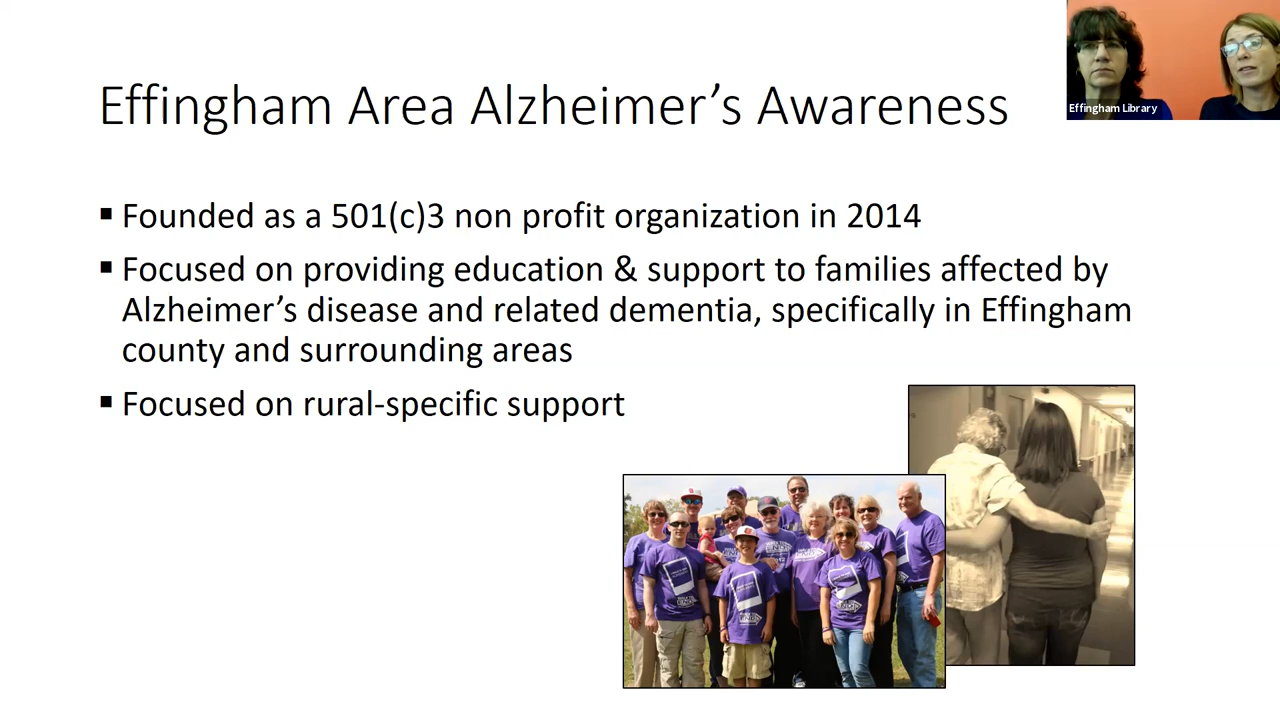 Effingham Area Alzheimer's Awareness
Effingham Library
▪ Founded as a 501(c)3 non profit organization in 2014
▪ Focused on providing education & support to families affected by
Alzheimer's disease and related dementia, specifically in Effingham
county and surrounding areas
▪ Focused on rural-specific support